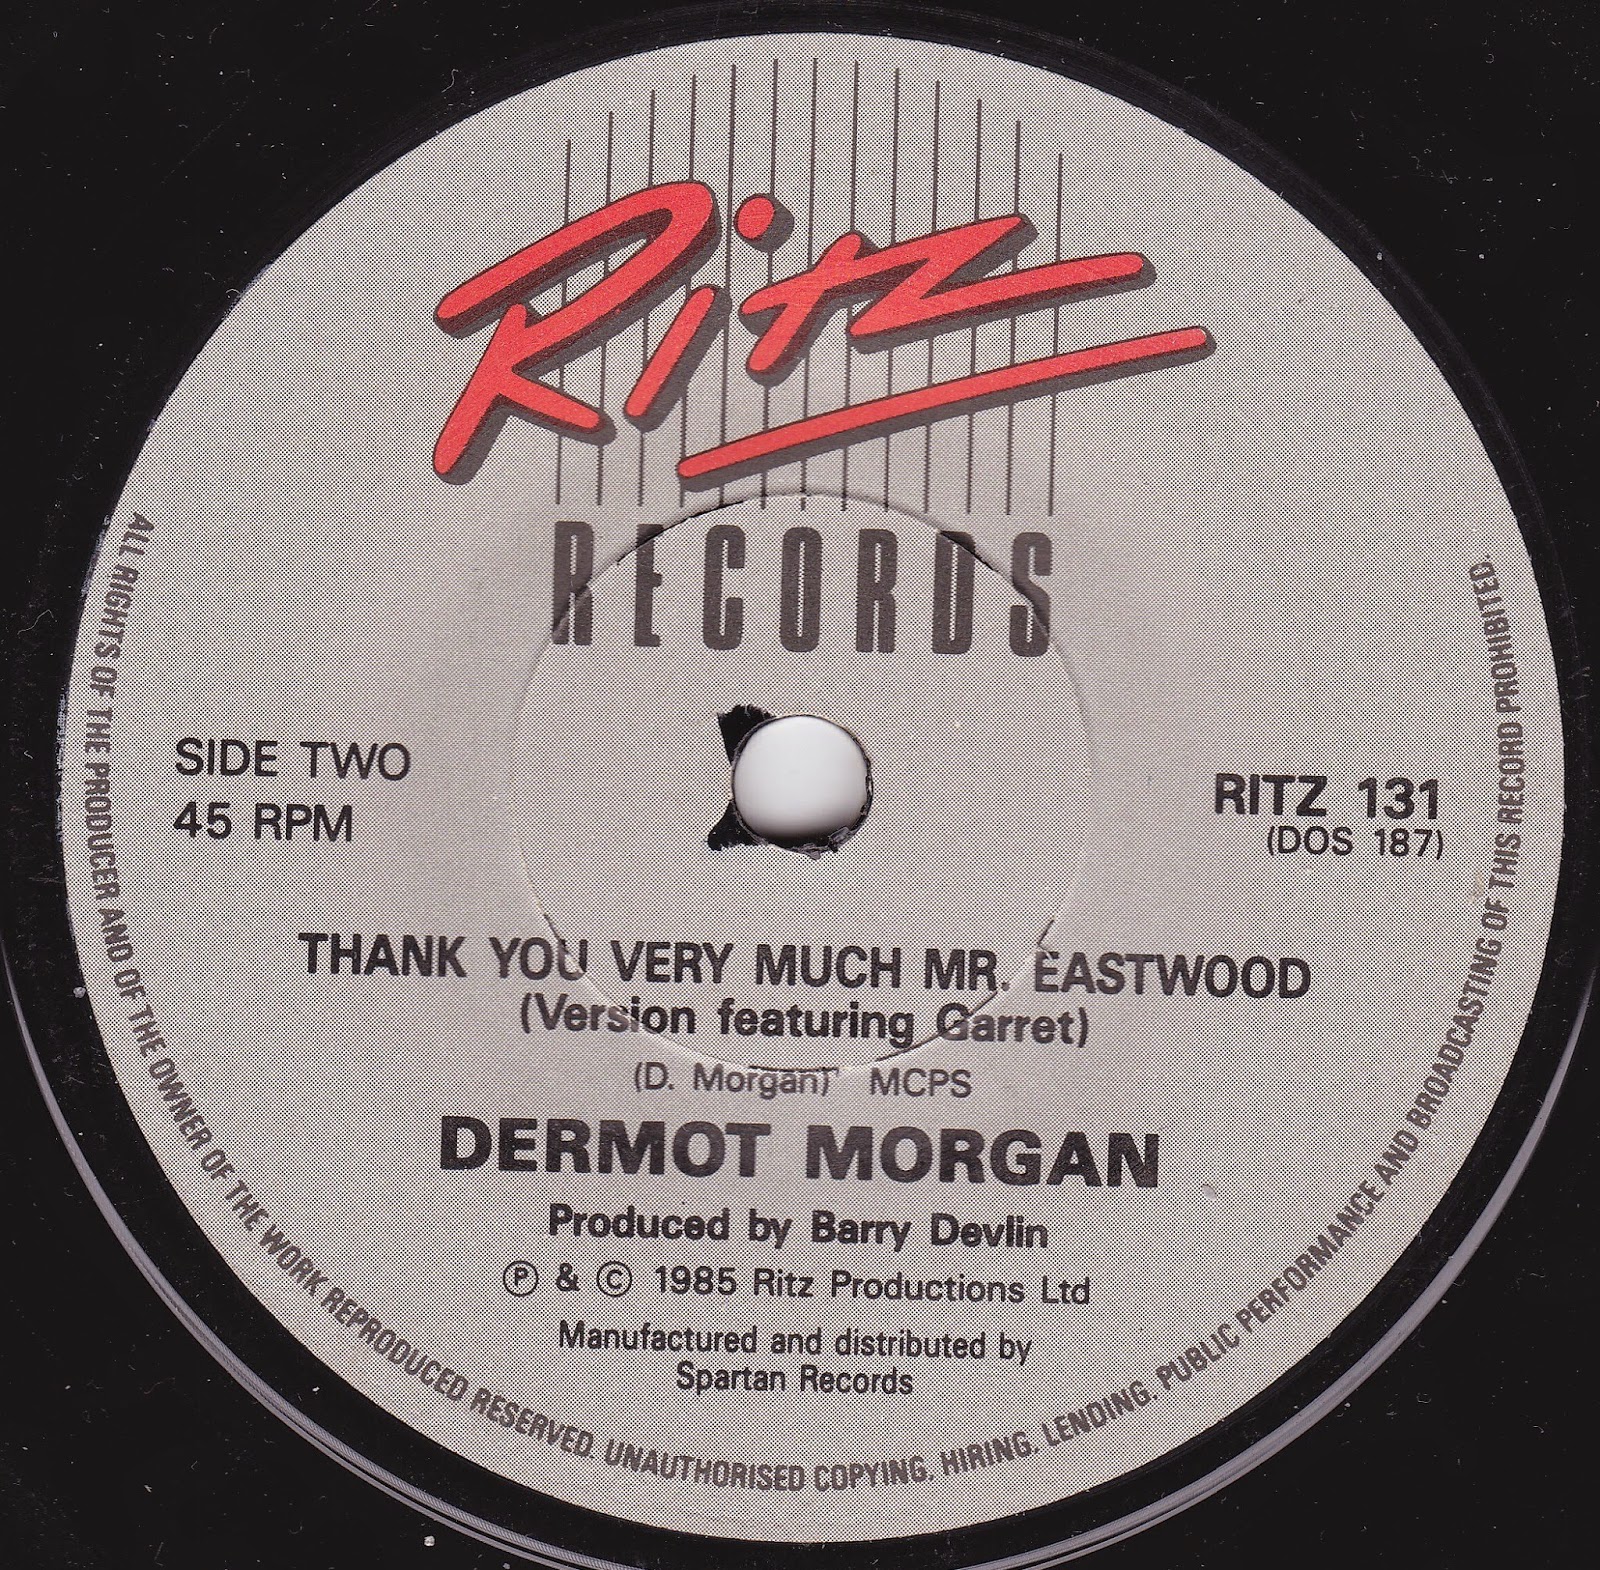 Ritz
RECORDS
SIDE TWO
45 RPM
RITZ 131
(DOS 187)
THANK YOU VERY MUCH MR. EASTWOOD
(Version featuring Garret)
(D. Morgan) MCPS
DERMOT MORGAN
Produced by Barry Devlin
Ⓟ & © 1985 Ritz Productions Ltd
Manufactured and distributed by
Spartan Records
ALL RIGHTS OF THE PRODUCER AND OF THE OWNER OF THE WORK REPRODUCED RESERVED. UNAUTHORISED COPYING, HIRING, LENDING, PUBLIC PERFORMANCE AND BROADCASTING OF THIS RECORD PROHIBITED.